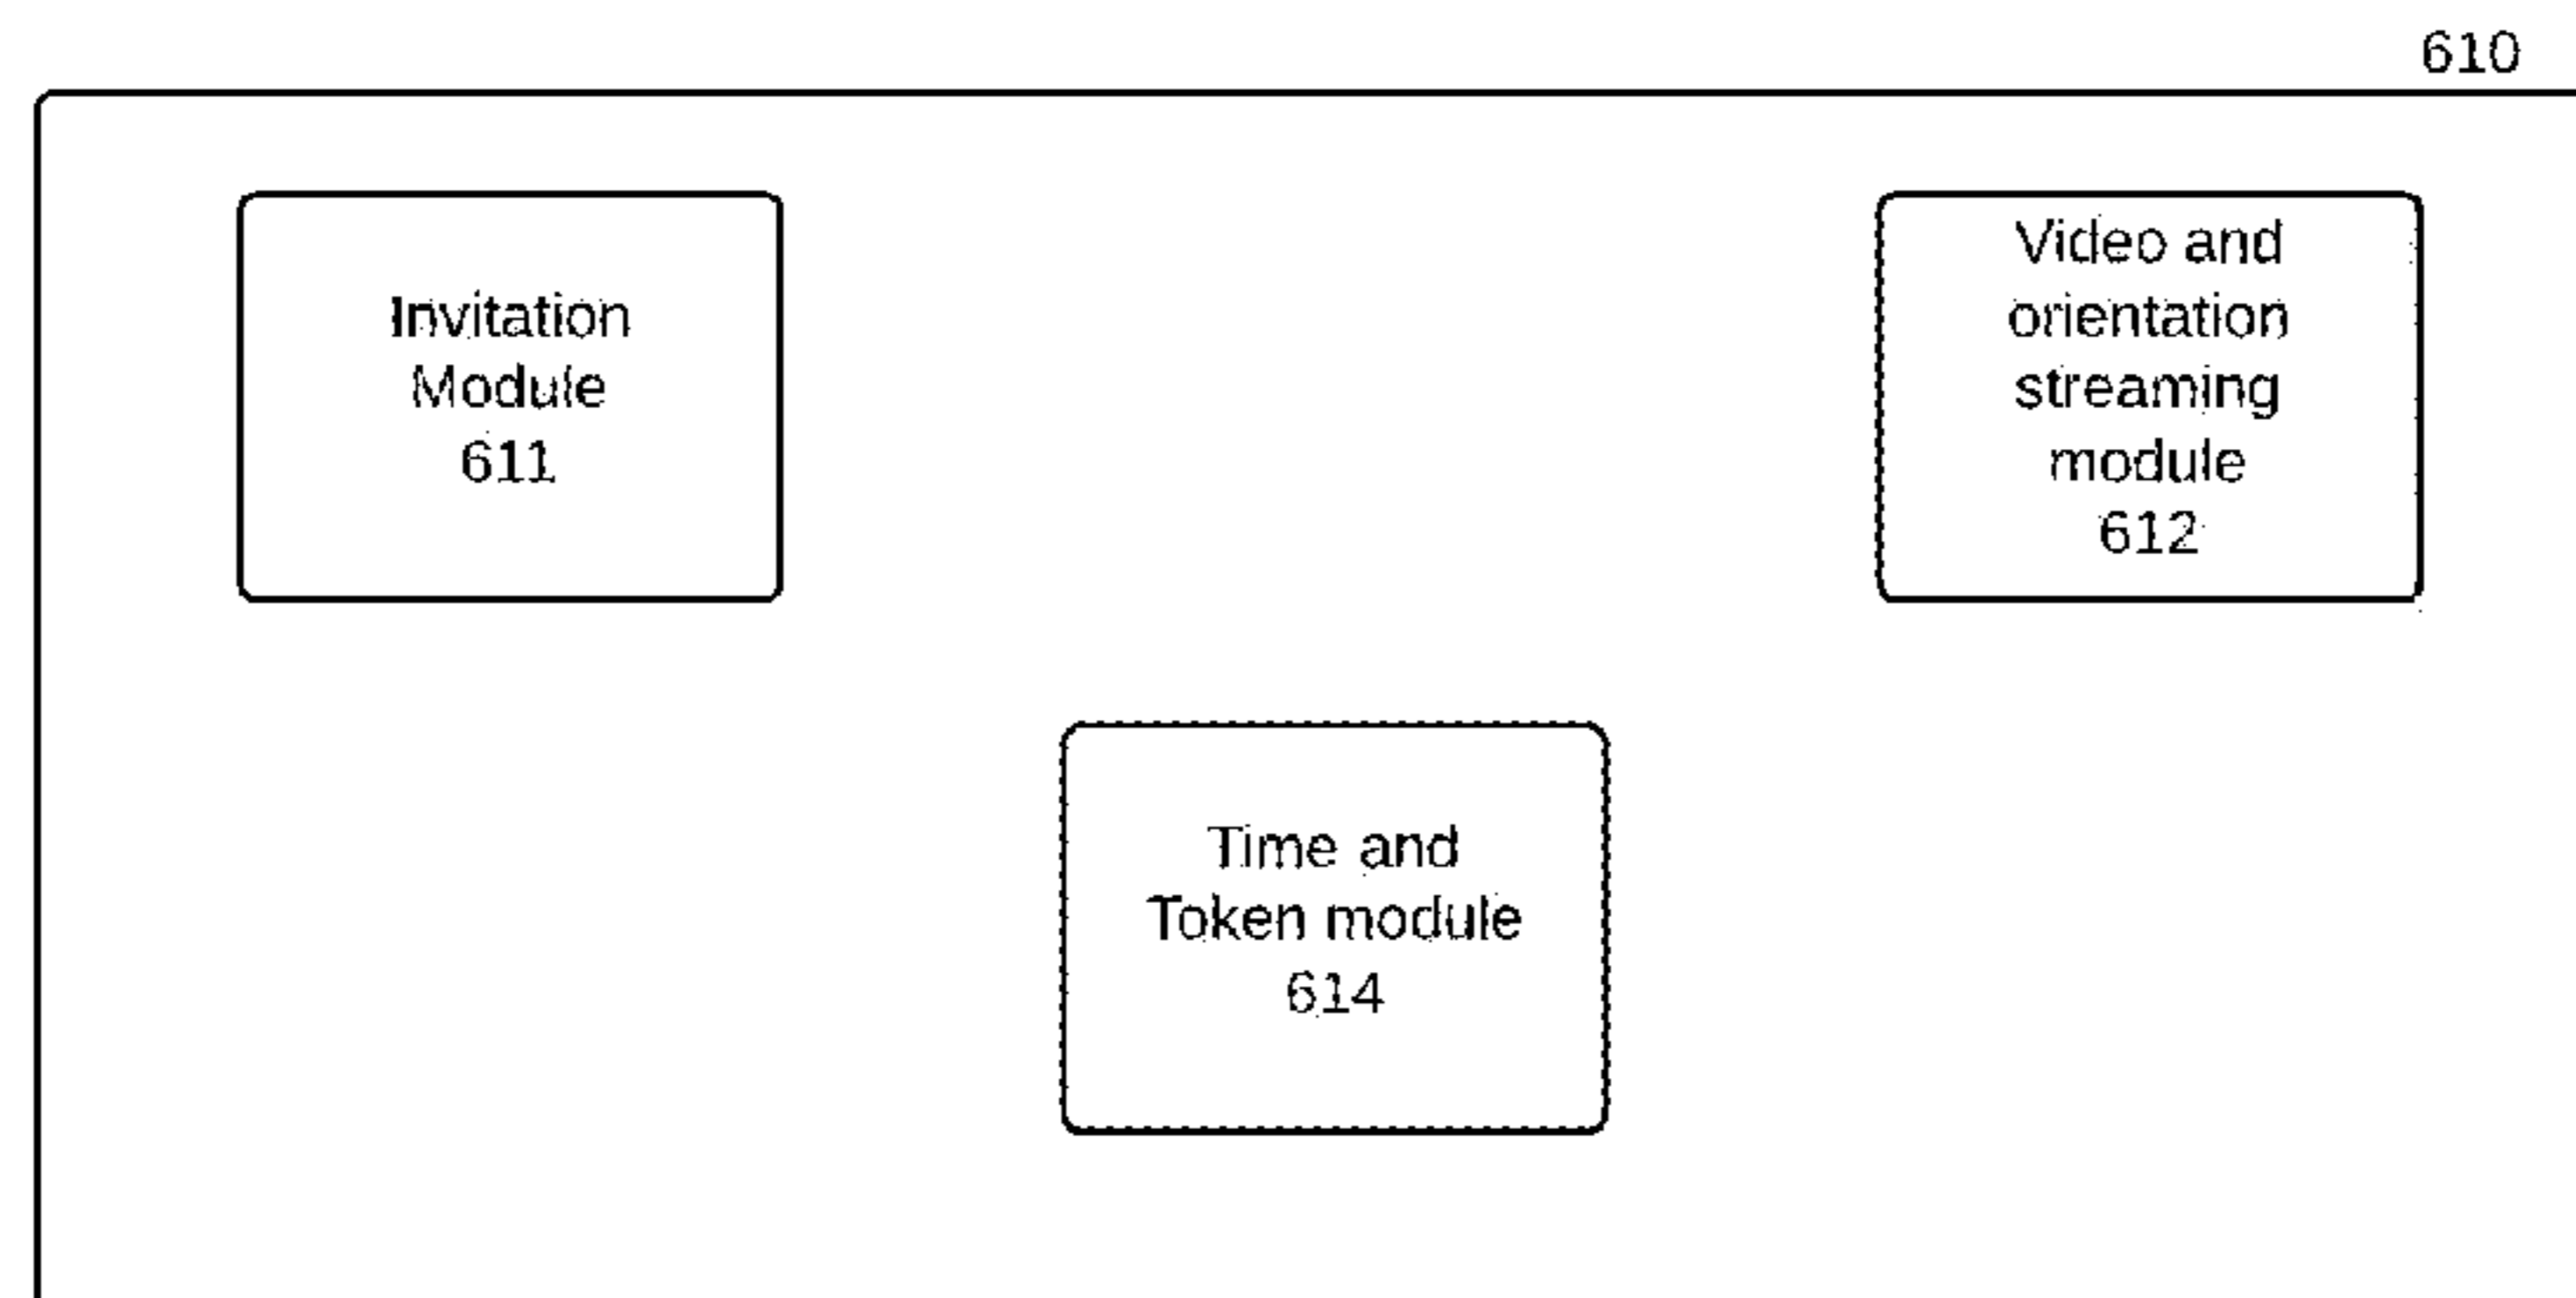 610
Invitation
Module
611
Video and
orientation
streaming
module
612
Time and
Token module
614